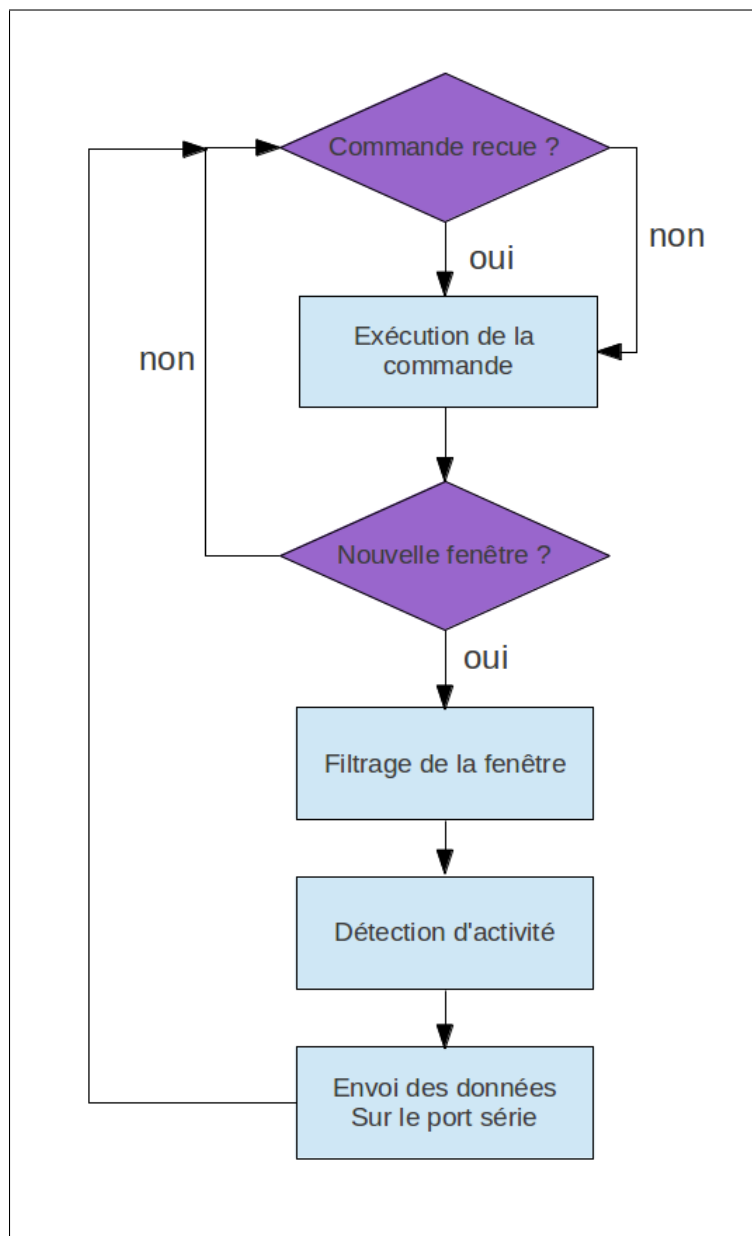 Commande recue ?
oui
non
Exécution de la
commande
non
Nouvelle fenêtre ?
oui
Filtrage de la fenêtre
Détection d'activité
Envoi des données
Sur le port série